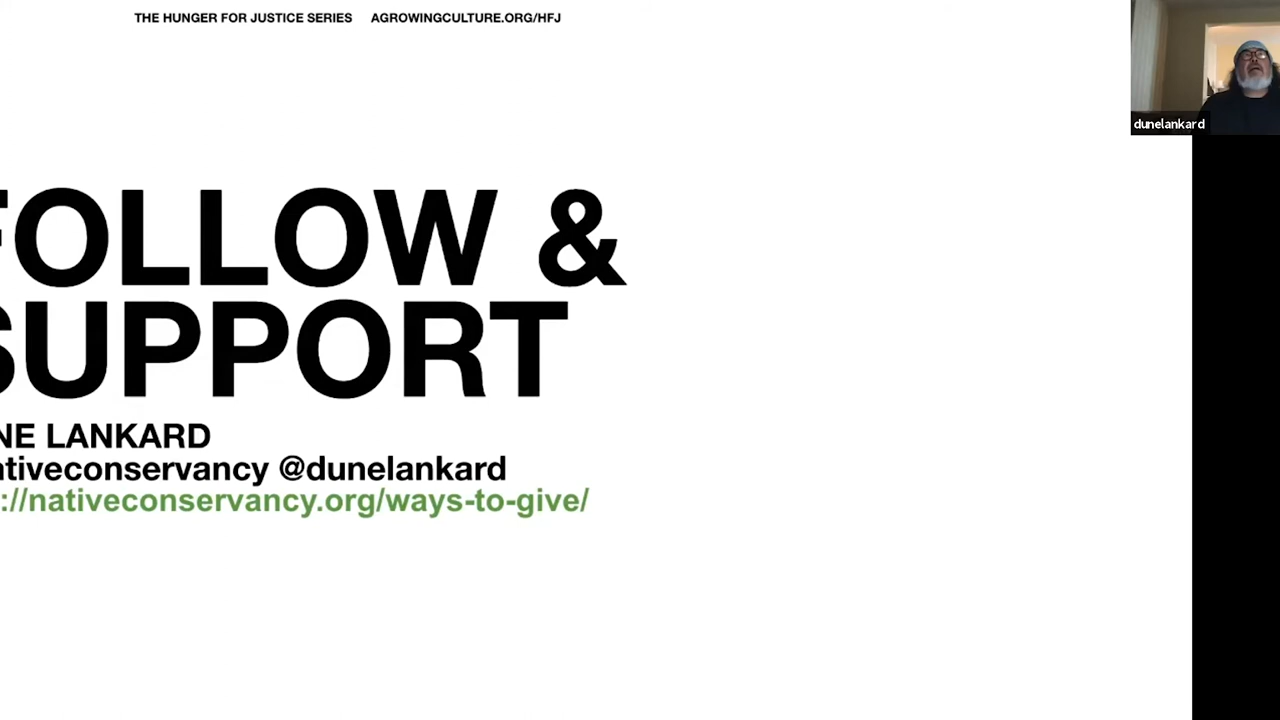 THE HUNGER FOR JUSTICE SERIES AGROWINGCULTURE.ORG/HFJ
dunelankard
FOLLOW &
SUPPORT
NE LANKARD
ativeconservancy @dunelankard
://nativeconservancy.org/ways-to-give/